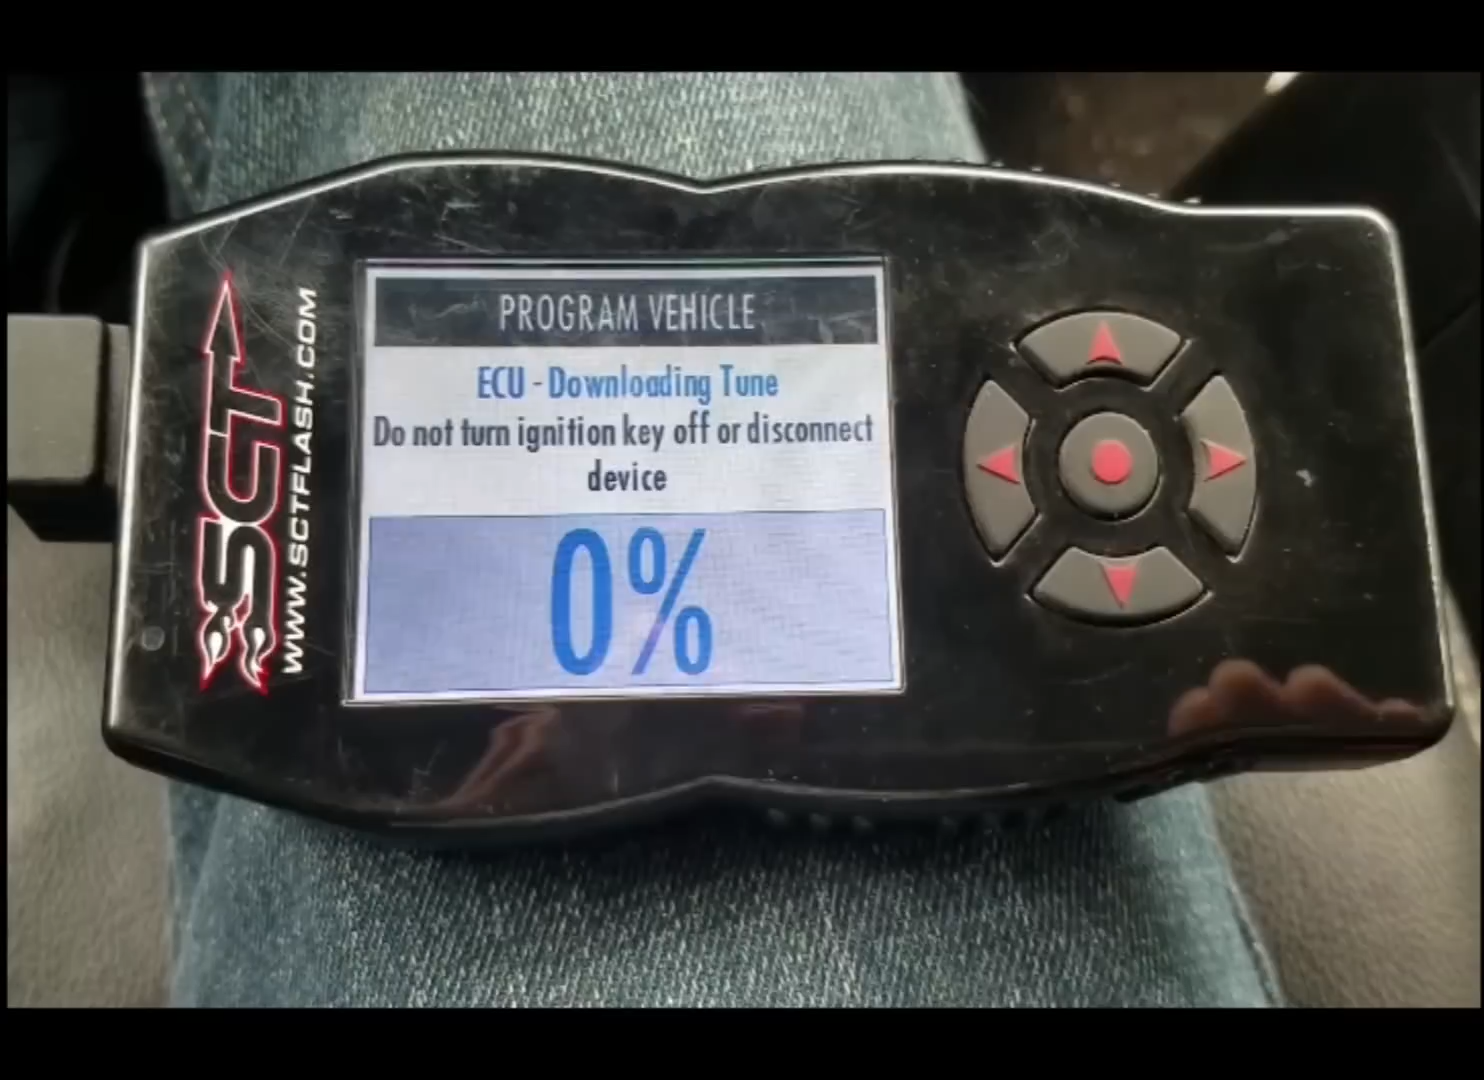 SCT
WWW.SCTFLASH.COM
PROGRAM VEHICLE
ECU - Downloading Tune
Do not turn ignition key off or disconnect
device
0%